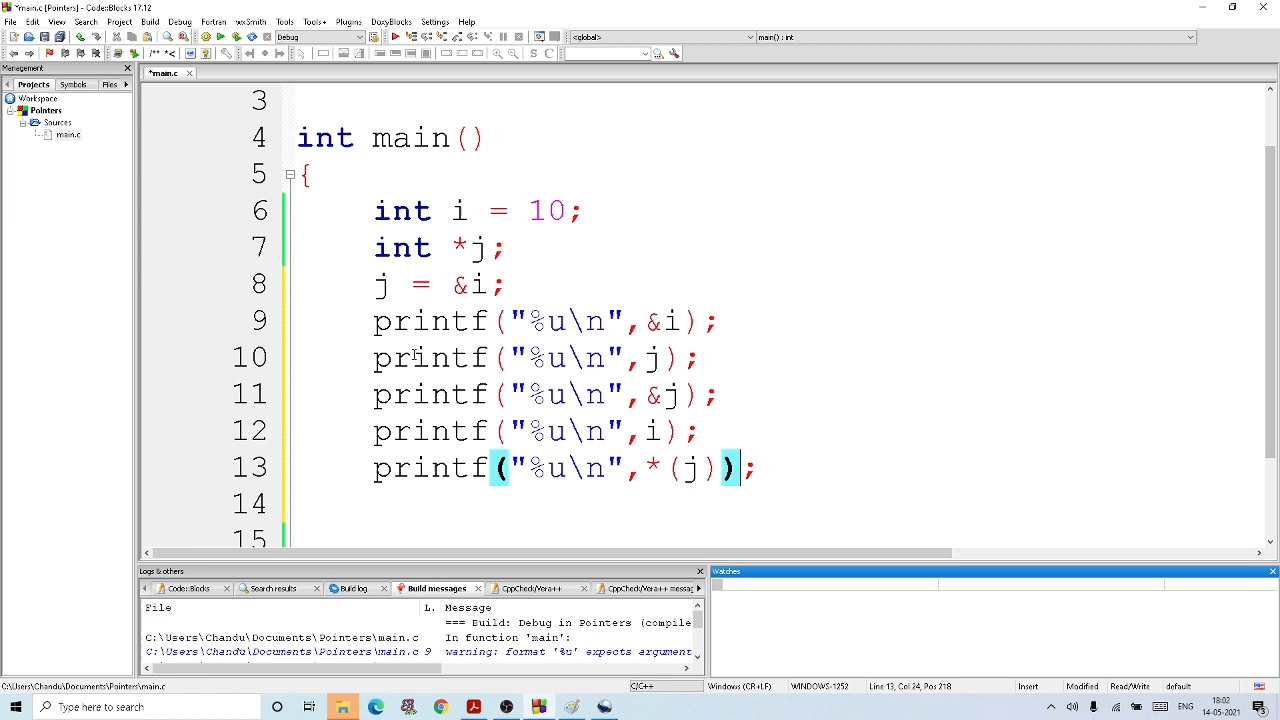 *main.c [Pointers] - Code::Blocks 17.12
File Edit View Search Project Build Debug Fortran wxSmith Tools Tools+ Plugins DoxyBlocks Settings Help
Debug
<global>
main() : int
/** *<
S C
Management
*main.c
Projects Symbols Files
Workspace
Pointers
Sources
main.c
3
4 int main()
5 {
6 int i = 10;
7 int *j;
8 j = &i;
9 printf("%u\n",&i);
10 printf("%u\n",j);
11 printf("%u\n",&j);
12 printf("%u\n",i);
13 printf("%u\n",*(j));
14
15
Logs & others
Code::Blocks Search results Build log Build messages CppCheck/Vera++ CppCheck/Vera++ messag
File L. Message
=== Build: Debug in Pointers (compile
C:\Users\Chandu\Documents\Pointers\main.c In function 'main':
C:\Users\Chandu\Documents\Pointers\main.c 9 warning: format '%u' expects argument
Watches
C:\Users\Chandu\Documents\Pointers\main.c
C/C++
Windows (CR+LF)
WINDOWS-1252
Line 13, Col 24, Pos 218
Insert
Modified
Read/Write
default
Type here to search
ENG
18:02
14-05-2021
3